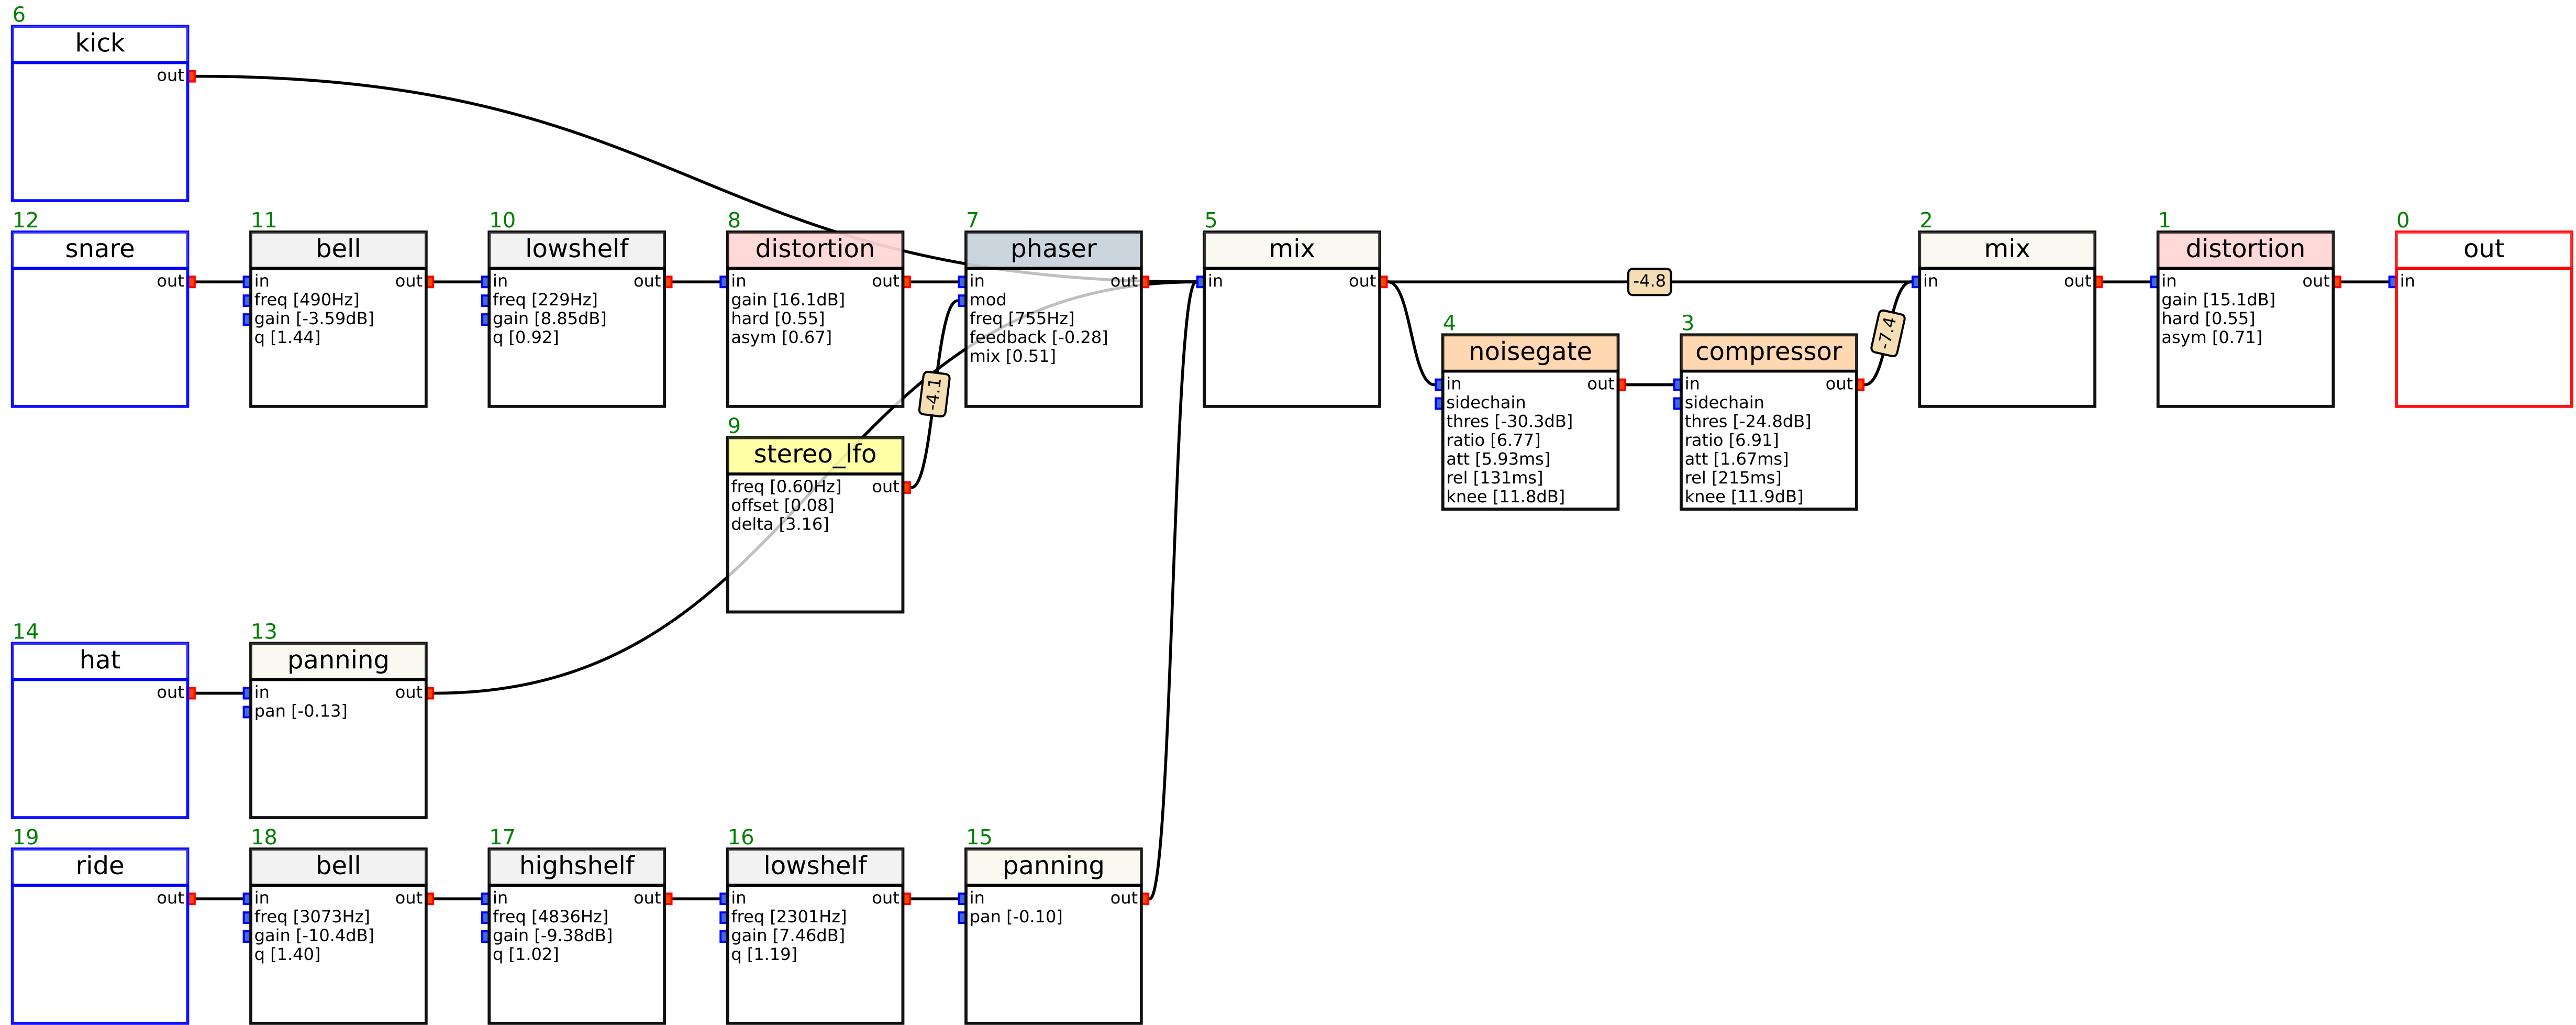 6
kick
out
12
snare
out
11
bell
in out
freq [490Hz]
gain [-3.59dB]
q [1.44]
10
lowshelf
in out
freq [229Hz]
gain [8.85dB]
q [0.92]
8
distortion
in out
gain [16.1dB]
hard [0.55]
asym [0.67]
7
phaser
in out
mod
freq [755Hz]
feedback [-0.28]
mix [0.51]
-4.1
9
stereo_lfo
freq [0.60Hz] out
offset [0.08]
delta [3.16]
5
mix
in out
-4.8
4
noisegate
in out
sidechain
thres [-30.3dB]
ratio [6.77]
att [5.93ms]
rel [131ms]
knee [11.8dB]
3
compressor
in out
sidechain
thres [-24.8dB]
ratio [6.91]
att [1.67ms]
rel [215ms]
knee [11.9dB]
-7.4
2
mix
in out
1
distortion
in out
gain [15.1dB]
hard [0.55]
asym [0.71]
0
out
in
14
hat
out
13
panning
in out
pan [-0.13]
19
ride
out
18
bell
in out
freq [3073Hz]
gain [-10.4dB]
q [1.40]
17
highshelf
in out
freq [4836Hz]
gain [-9.38dB]
q [1.02]
16
lowshelf
in out
freq [2301Hz]
gain [7.46dB]
q [1.19]
15
panning
in out
pan [-0.10]